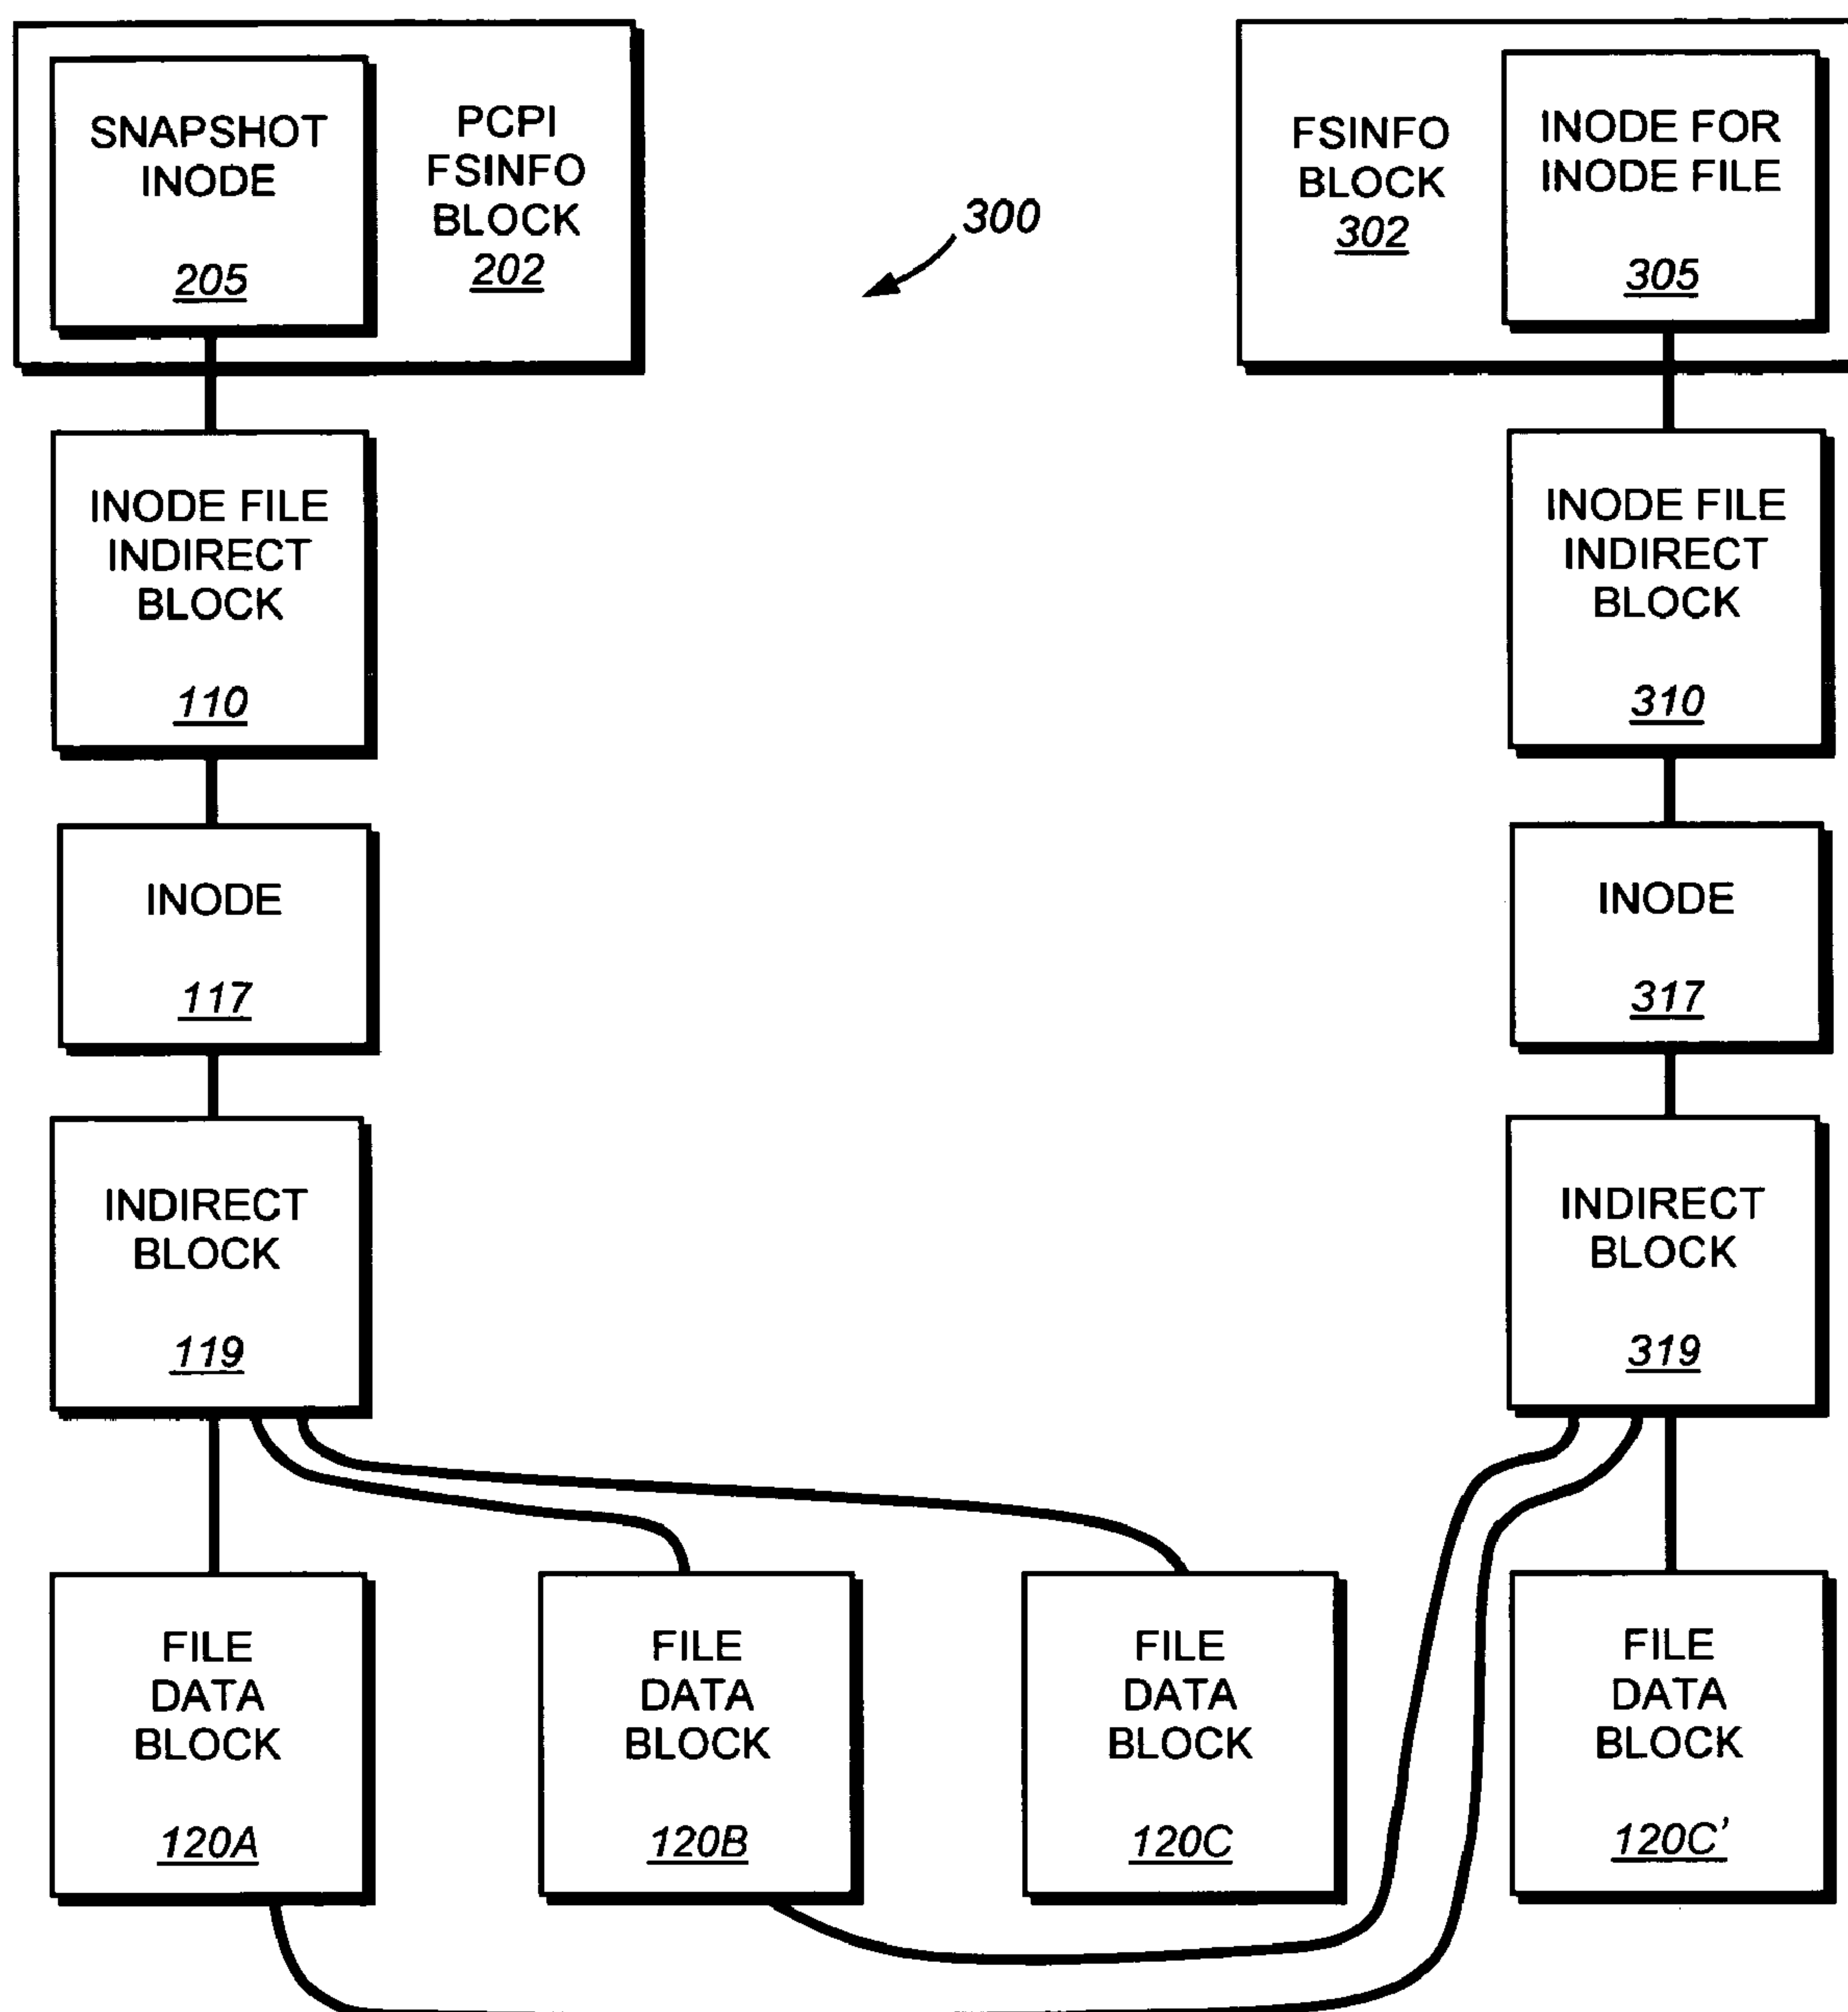 SNAPSHOT
INODE
205
PCPI
FSINFO
BLOCK
202
300
FSINFO
BLOCK
302
INODE FOR
INODE FILE
305
INODE FILE
INDIRECT
BLOCK
110
INODE FILE
INDIRECT
BLOCK
310
INODE
117
INODE
317
INDIRECT
BLOCK
119
INDIRECT
BLOCK
319
FILE
DATA
BLOCK
120A
FILE
DATA
BLOCK
120B
FILE
DATA
BLOCK
120C
FILE
DATA
BLOCK
120C’